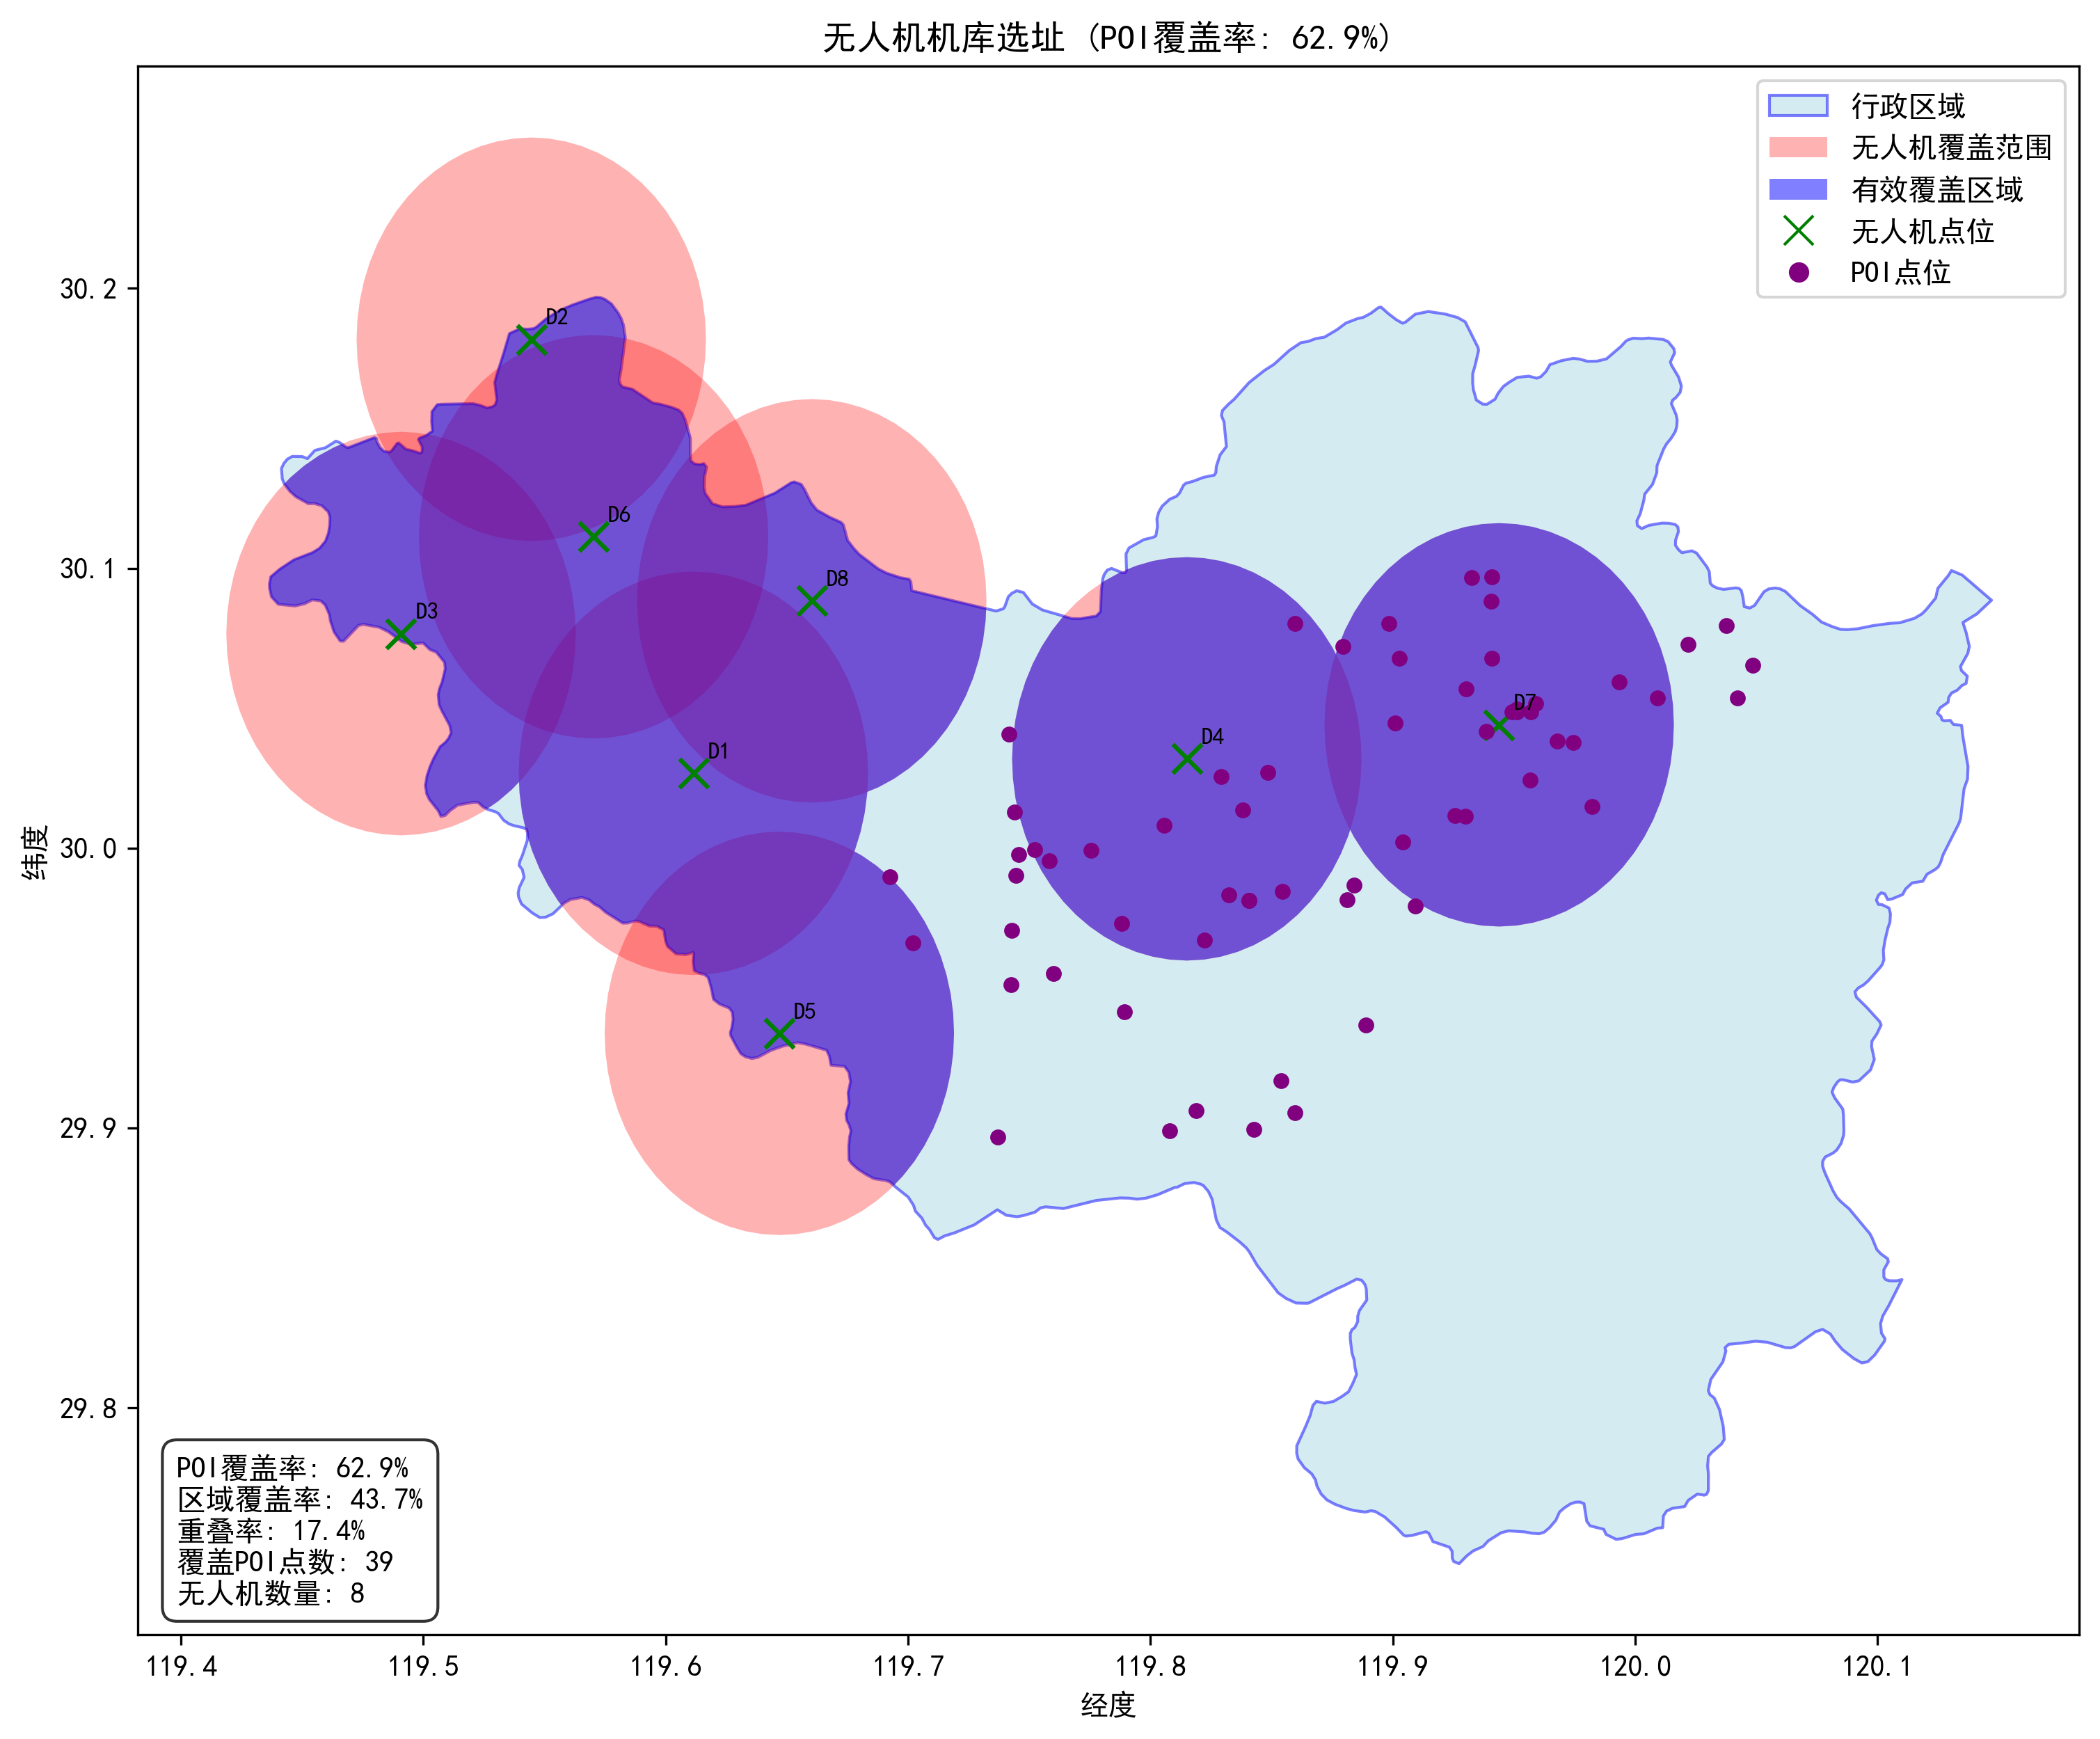 无人机机库选址 (POI覆盖率: 62.9%)
行政区域
无人机覆盖范围
有效覆盖区域
无人机点位
POI点位
30.2
30.1
30.0
29.9
29.8
纬度
D2
D6
D8
D3
D1
D4
D7
D5
POI覆盖率: 62.9%
区域覆盖率: 43.7%
重叠率: 17.4%
覆盖POI点数: 39
无人机数量: 8
119.4
119.5
119.6
119.7
119.8
119.9
120.0
120.1
经度